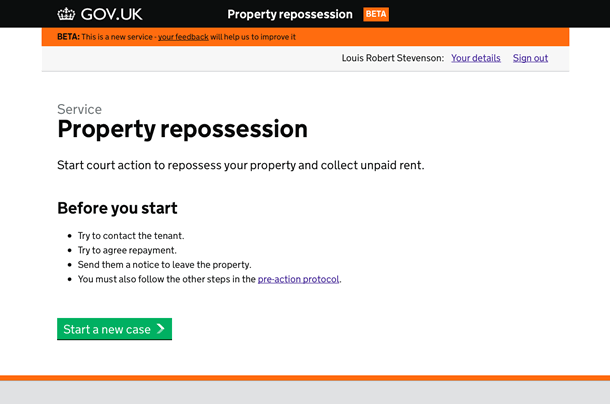 GOV.UK Property repossession BETA
BETA: This is a new service - your feedback will help us to improve it
Louis Robert Stevenson: Your details Sign out
Service
Property repossession
Start court action to repossess your property and collect unpaid rent.
Before you start
• Try to contact the tenant.
• Try to agree repayment.
• Send them a notice to leave the property.
• You must also follow the other steps in the pre-action protocol.
Start a new case